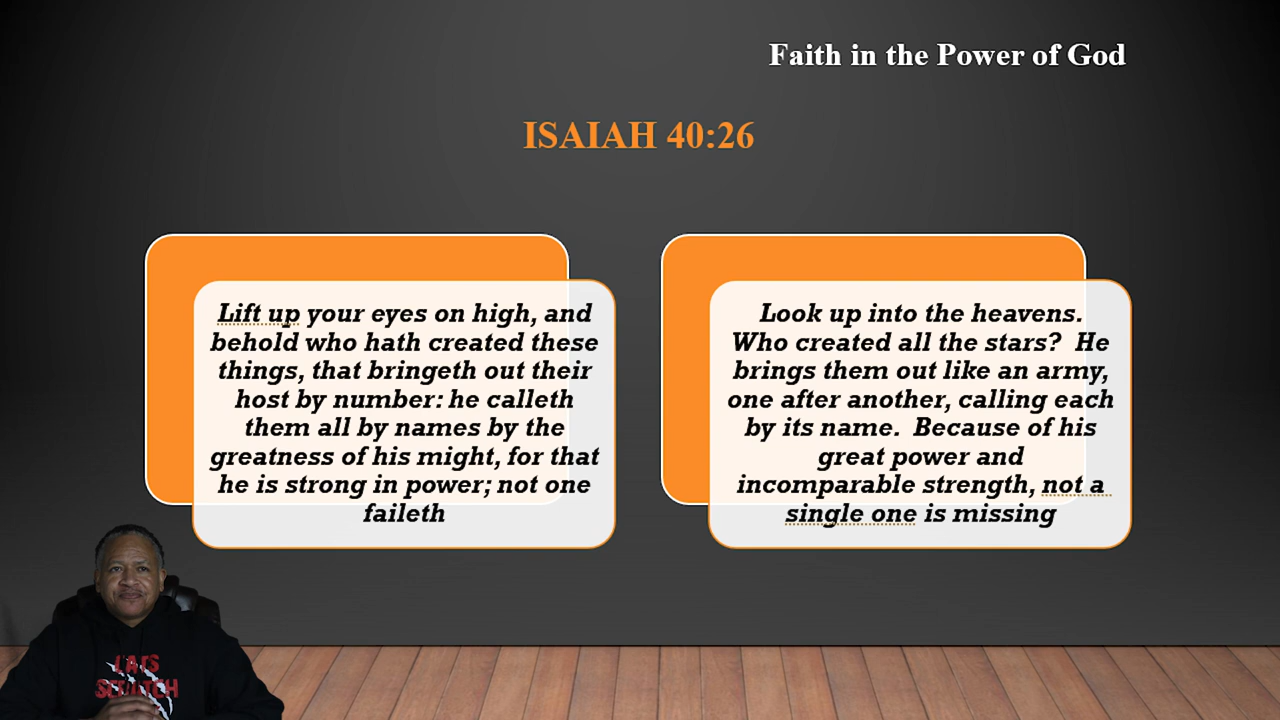 Faith in the Power of God
ISAIAH 40:26
Lift up your eyes on high, and
behold who hath created these
things, that bringeth out their
host by number: he calleth
them all by names by the
greatness of his might, for that
he is strong in power; not one
faileth
Look up into the heavens.
Who created all the stars?  He
brings them out like an army,
one after another, calling each
by its name.  Because of his
great power and
incomparable strength, not a
single one is missing